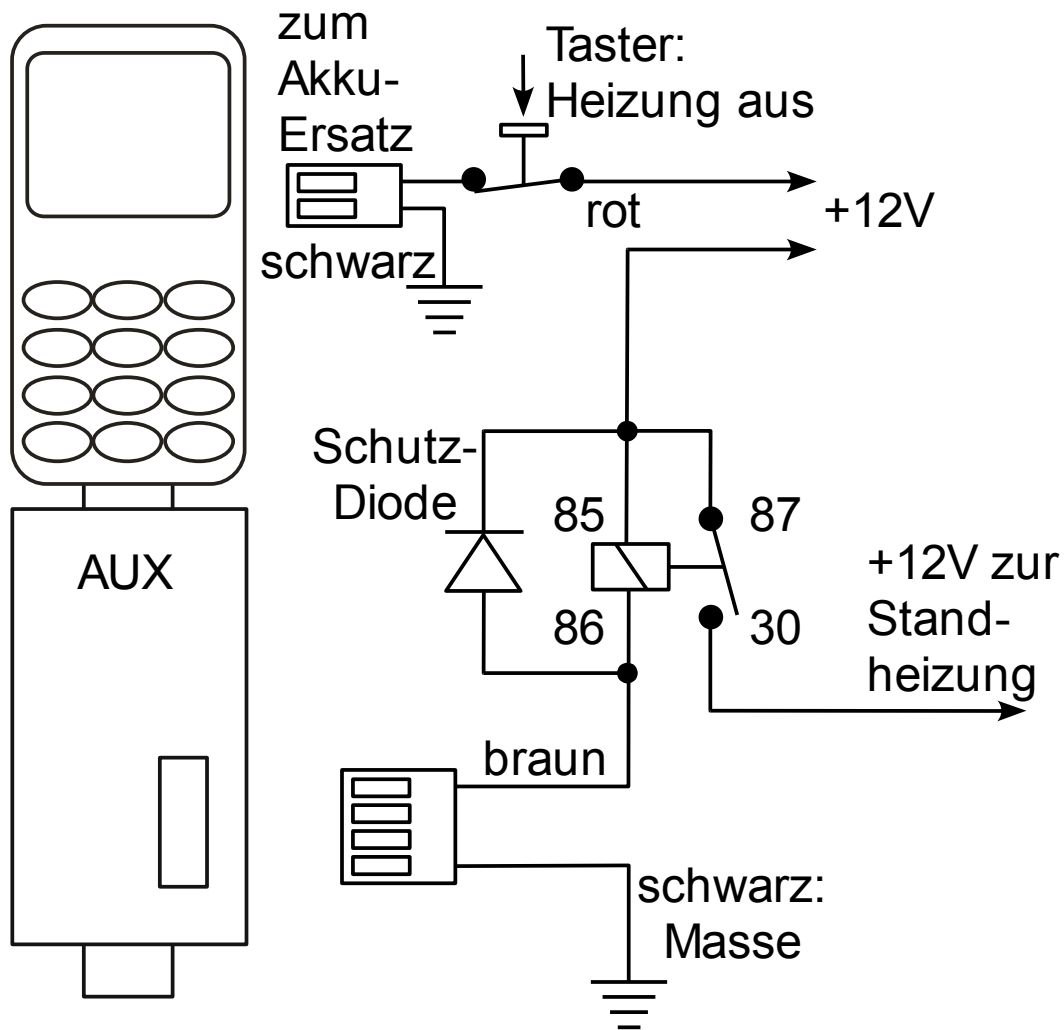 zum
Akku-
Ersatz
Taster:
Heizung aus
rot
+12V
schwarz
Schutz-
Diode
85
87
86
30
+12V zur
Stand-
heizung
AUX
braun
schwarz:
Masse